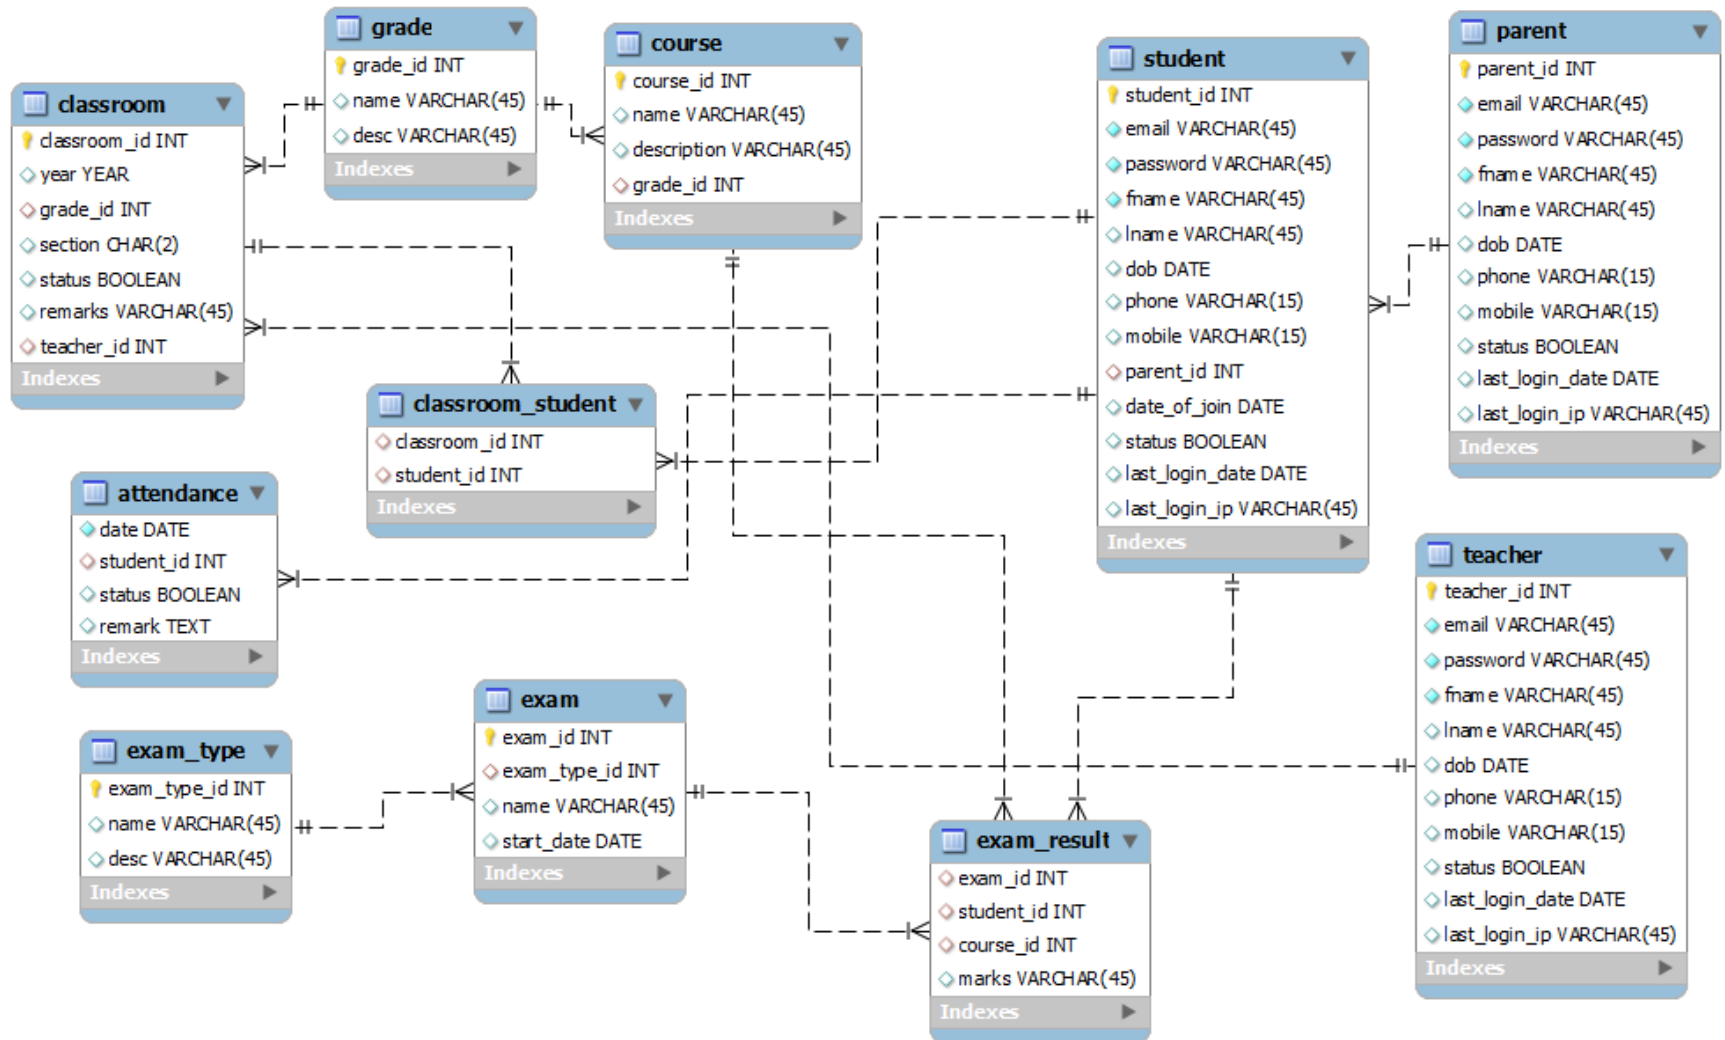 grade
grade_id INT
name VARCHAR(45)
desc VARCHAR(45)
Indexes
course
course_id INT
name VARCHAR(45)
description VARCHAR(45)
grade_id INT
Indexes
student
student_id INT
email VARCHAR(45)
password VARCHAR(45)
fname VARCHAR(45)
lname VARCHAR(45)
dob DATE
phone VARCHAR(15)
mobile VARCHAR(15)
parent_id INT
date_of_join DATE
status BOOLEAN
last_login_date DATE
last_login_ip VARCHAR(45)
Indexes
parent
parent_id INT
email VARCHAR(45)
password VARCHAR(45)
fname VARCHAR(45)
lname VARCHAR(45)
dob DATE
phone VARCHAR(15)
mobile VARCHAR(15)
status BOOLEAN
last_login_date DATE
last_login_ip VARCHAR(45)
Indexes
classroom
classroom_id INT
year YEAR
grade_id INT
section CHAR(2)
status BOOLEAN
remarks VARCHAR(45)
teacher_id INT
Indexes
classroom_student
classroom_id INT
student_id INT
Indexes
attendance
date DATE
student_id INT
status BOOLEAN
remark TEXT
Indexes
teacher
teacher_id INT
email VARCHAR(45)
password VARCHAR(45)
fname VARCHAR(45)
lname VARCHAR(45)
dob DATE
phone VARCHAR(15)
mobile VARCHAR(15)
status BOOLEAN
last_login_date DATE
last_login_ip VARCHAR(45)
Indexes
exam_type
exam_type_id INT
name VARCHAR(45)
desc VARCHAR(45)
Indexes
exam
exam_id INT
exam_type_id INT
name VARCHAR(45)
start_date DATE
Indexes
exam_result
exam_id INT
student_id INT
course_id INT
marks VARCHAR(45)
Indexes